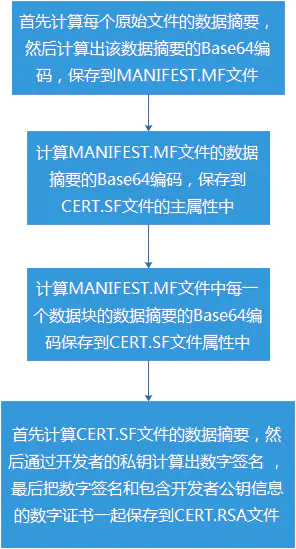 首先计算每个原始文件的数据摘要，
然后计算出该数据摘要的Base64编
码，保存到MANIFEST.MF文件
计算MANIFEST.MF文件的数据
摘要的Base64编码，保存到
CERT.SF文件的主属性中
计算MANIFEST.MF文件中每一
个数据块的数据摘要的Base64编
码保存到CERT.SF文件属性中
首先计算CERT.SF文件的数据摘要，然
后通过开发者的私钥计算出数字签名，
最后把数字签名和包含开发者公钥信息
的数字证书一起保存到CERT.RSA文件